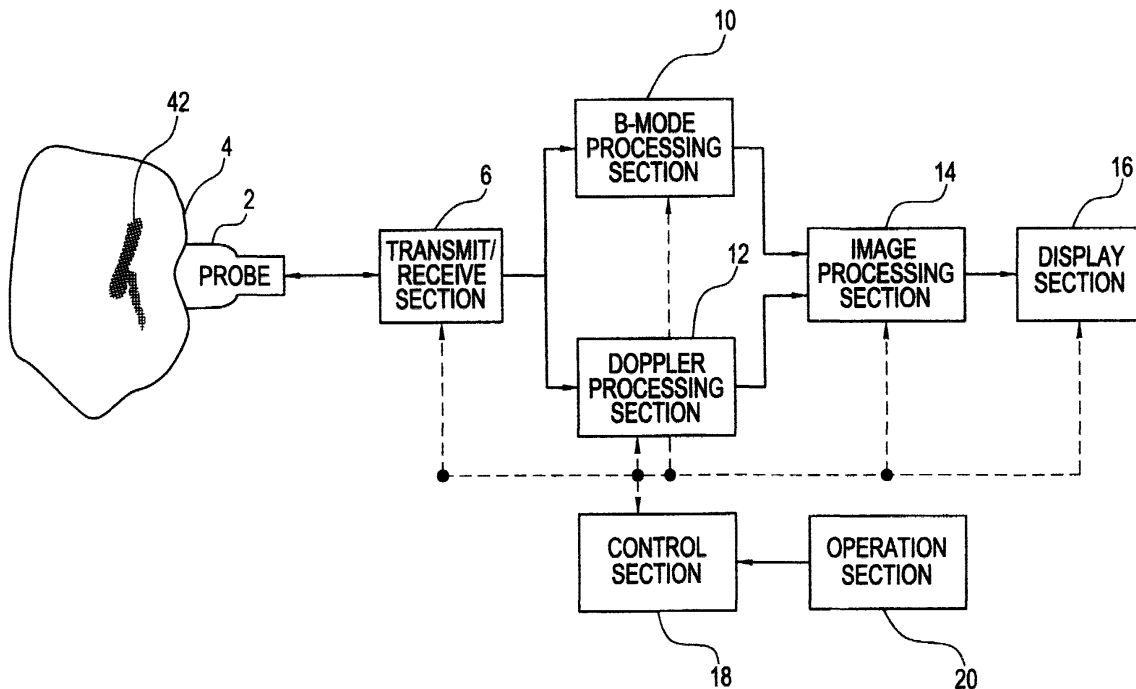 10
42
B-MODE
PROCESSING
SECTION
4
6
14
16
2
PROBE
TRANSMIT/
RECEIVE
SECTION
12
IMAGE
PROCESSING
SECTION
DISPLAY
SECTION
DOPPLER
PROCESSING
SECTION
CONTROL
SECTION
OPERATION
SECTION
18
20